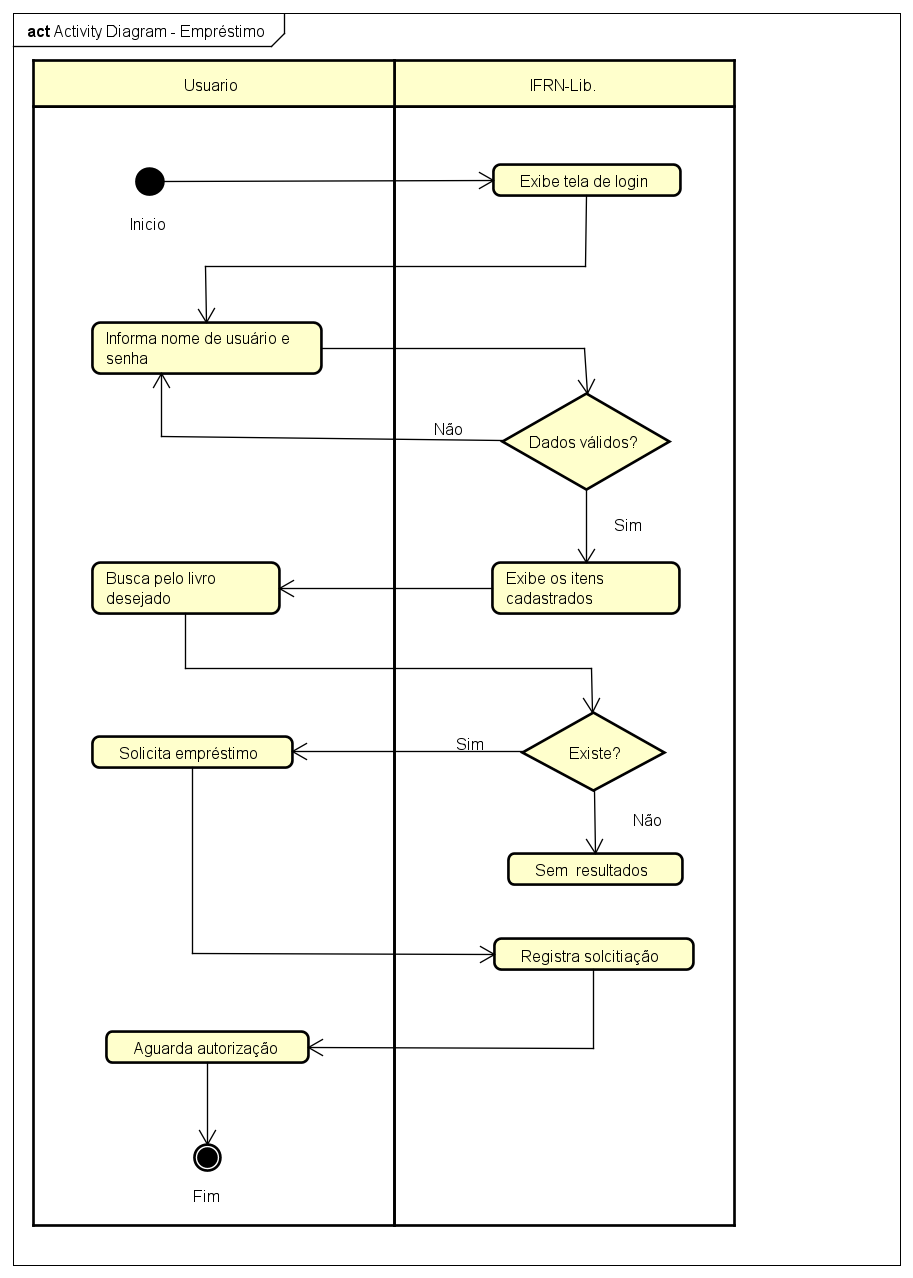 act Activity Diagram - Empréstimo
Usuario
IFRN-Lib.
Exibe tela de login
Inicio
Informa nome de usuário e
senha
Não
Dados válidos?
Sim
Busca pelo livro
desejado
Exibe os itens
cadastrados
Solicita empréstimo
Sim
Existe?
Não
Sem  resultados
Registra solcitiação
Aguarda autorização
Fim